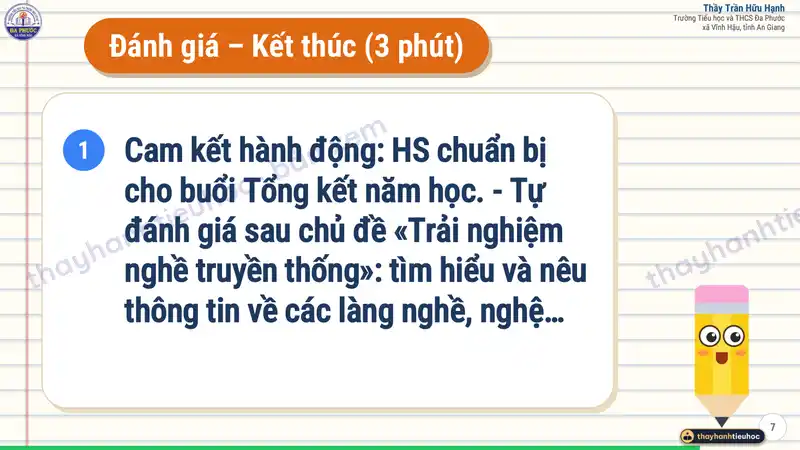 Thầy Trần Hữu Hạnh
Trường Tiểu học và THCS Đa Phước
xã Vĩnh Hậu, tỉnh An Giang
ĐA PHƯỚC
Đánh giá – Kết thúc (3 phút)
1
Cam kết hành động: HS chuẩn bị
cho buổi Tổng kết năm học. - Tự
đánh giá sau chủ đề «Trải nghiệm
nghề truyền thống»: tìm hiểu và nêu
thông tin về các làng nghề, nghệ…
7
thayhanhtieuhoc